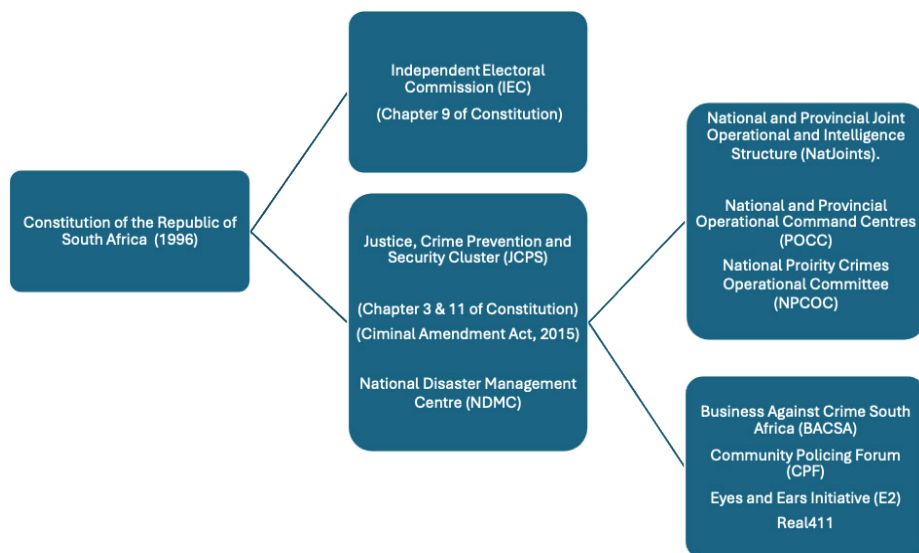 Constitution of the Republic of
South Africa  (1996)
Independent Electoral
Commission (IEC)
(Chapter 9 of Constitution)
Justice, Crime Prevention and
Security Cluster (JCPS)
(Chapter 3 & 11 of Constitution)
(Ciminal Amendment Act, 2015)
National Disaster Management
Centre (NDMC)
National and Provincial Joint
Operational and Intelligence
Structure (NatJoints).
National and Provincial
Operational Command Centres
(POCC)
National Proirity Crimes
Operational Committee
(NPCOC)
Business Against Crime South
Africa (BACSA)
Community Policing Forum
(CPF)
Eyes and Ears Initiative (E2)
Real411